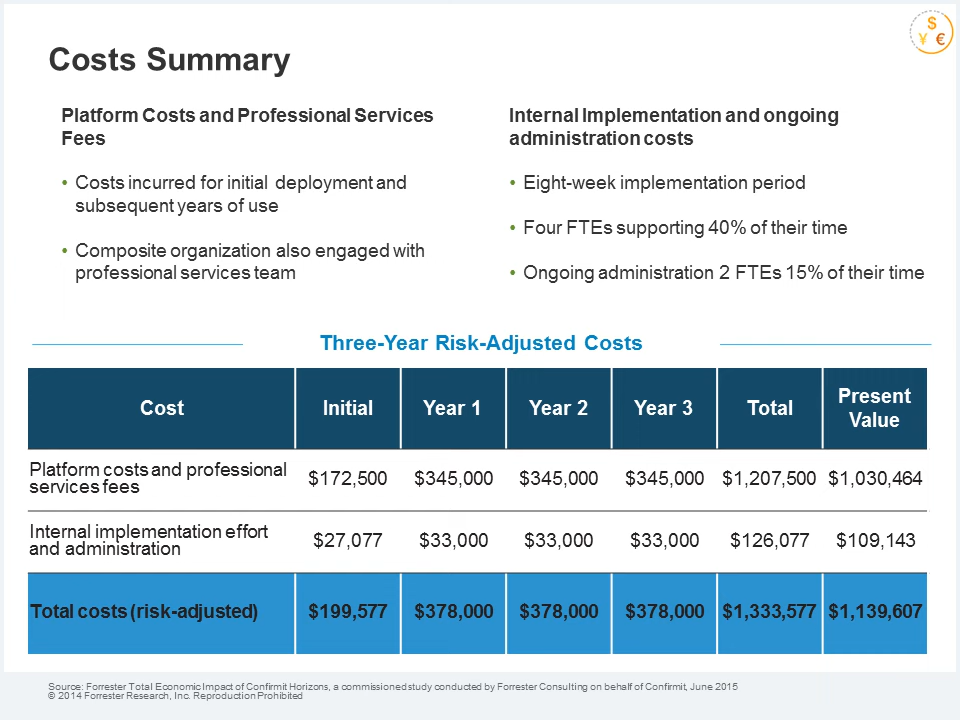 $
¥ €
Costs Summary
Platform Costs and Professional Services
Fees
• Costs incurred for initial deployment and
subsequent years of use
• Composite organization also engaged with
professional services team
Internal Implementation and ongoing
administration costs
• Eight-week implementation period
• Four FTEs supporting 40% of their time
• Ongoing administration 2 FTEs 15% of their time
Three-Year Risk-Adjusted Costs
Cost Initial Year 1 Year 2 Year 3 Total Present Value
Platform costs and professional
services fees $172,500 $345,000 $345,000 $345,000 $1,207,500 $1,030,464
Internal implementation effort
and administration $27,077 $33,000 $33,000 $33,000 $126,077 $109,143
Total costs (risk-adjusted) $199,577 $378,000 $378,000 $378,000 $1,333,577 $1,139,607
Source: Forrester Total Economic Impact of Confirmit Horizons, a commissioned study conducted by Forrester Consulting on behalf of Confirmit, June 2015
© 2014 Forrester Research, Inc. Reproduction Prohibited